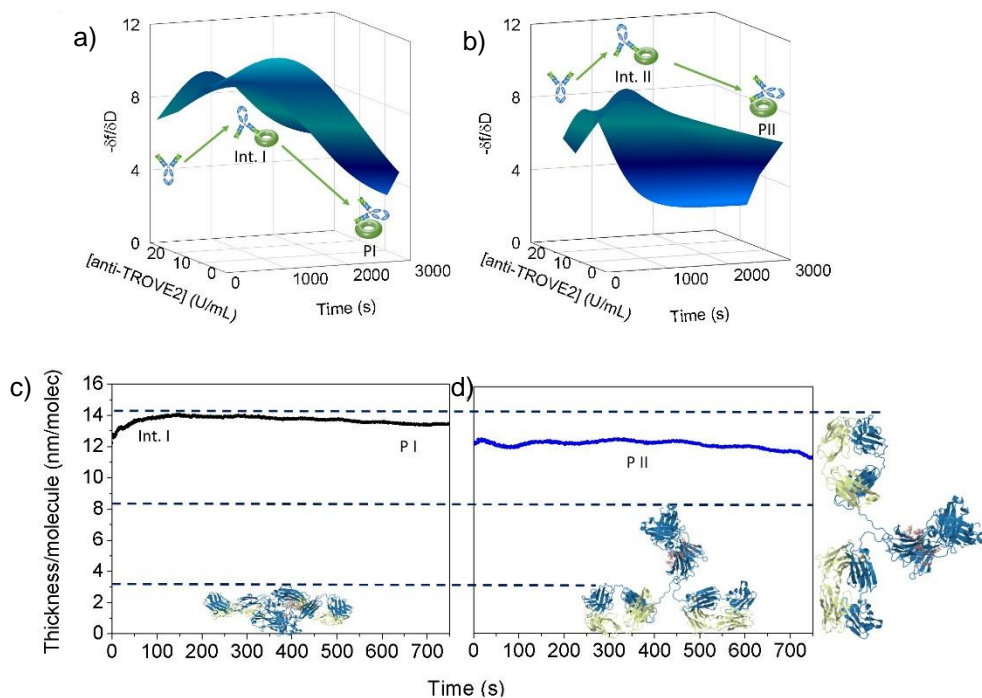 a)
12
8
4
0
-δf/δD
Int. I
PI
20
10
0
[anti-TROVE2] (U/mL)
0
1000
2000
3000
Time (s)
b)
12
8
4
0
-δf/δD
Int. II
PII
20
10
0
[anti-TROVE2] (U/mL)
0
1000
2000
3000
Time (s)
c)
16
14
12
10
8
6
4
2
0
Thickness/molecule (nm/molec)
Int. I
P I
0 100 200 300 400 500 600 700
d)
P II
0 100 200 300 400 500 600 700
Time (s)